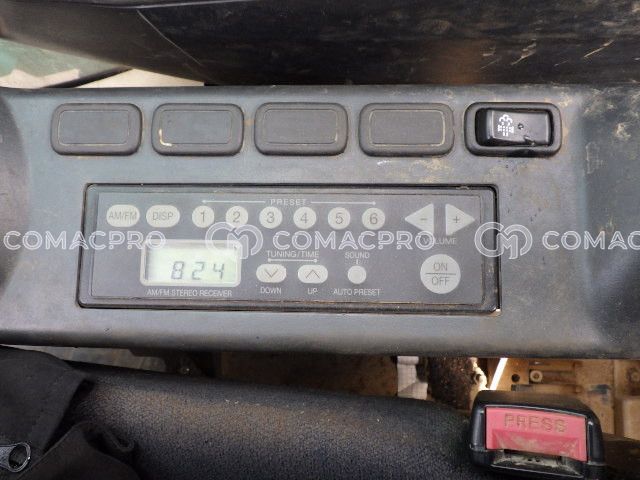 PRESET
AM/FM DISP 1 2 3 4 5 6 - +
VOLUME
COMACPRO COMACPRO COMAC
TUNING/TIME SOUND ON
824
OFF
AM/FM STEREO RECEIVER DOWN UP AUTO PRESET
PRESS